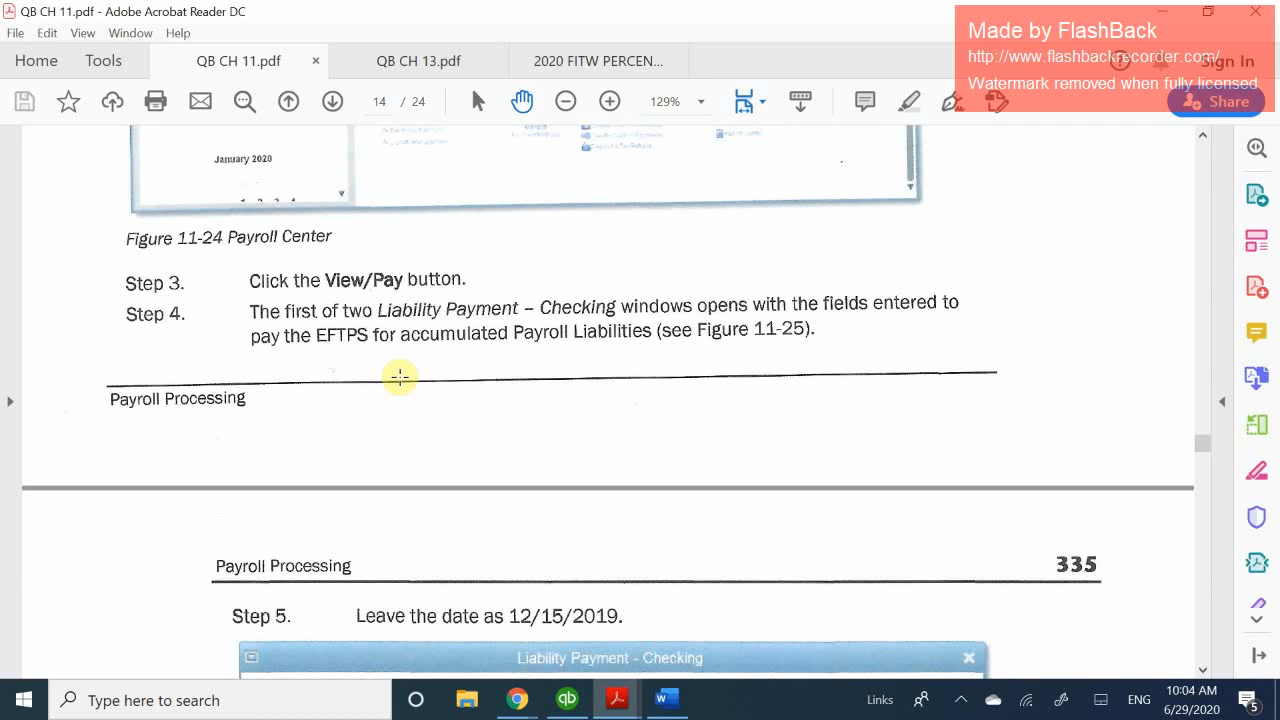 QB CH 11.pdf - Adobe Acrobat Reader DC
Made by FlashBack
http://www.flashbackrecorder.com/
Watermark removed when fully licensed
File Edit View Window Help
Home Tools QB CH 11.pdf × QB CH 13.pdf 2020 FITW PERCEN... Sign In
14 / 24 129% Share
January 2020
1 2 3 4
Figure 11-24 Payroll Center
Step 3. Click the View/Pay button.
Step 4. The first of two Liability Payment – Checking windows opens with the fields entered to
pay the EFTPS for accumulated Payroll Liabilities (see Figure 11-25).
Payroll Processing
Payroll Processing 335
Step 5. Leave the date as 12/15/2019.
Liability Payment - Checking
Type here to search Links ENG 10:04 AM
6/29/2020 5